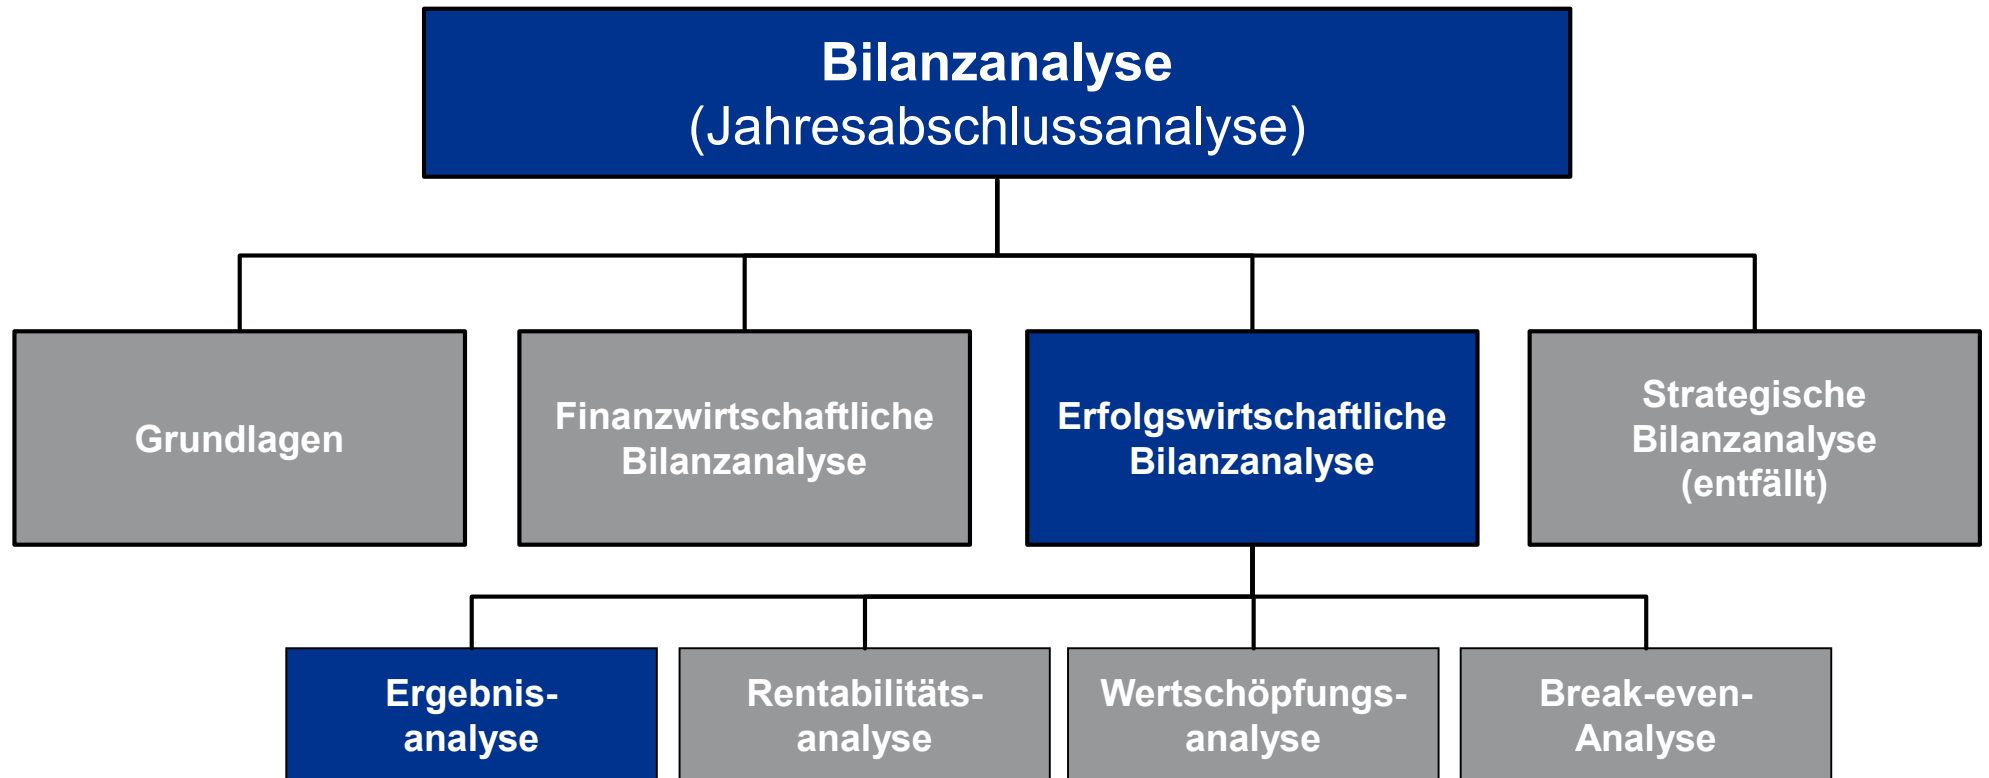 Bilanzanalyse
(Jahresabschlussanalyse)
Grundlagen
Finanzwirtschaftliche
Bilanzanalyse
Erfolgswirtschaftliche
Bilanzanalyse
Strategische
Bilanzanalyse
(entfällt)
Ergebnis-
analyse
Rentabilitäts-
analyse
Wertschöpfungs-
analyse
Break-even-
Analyse